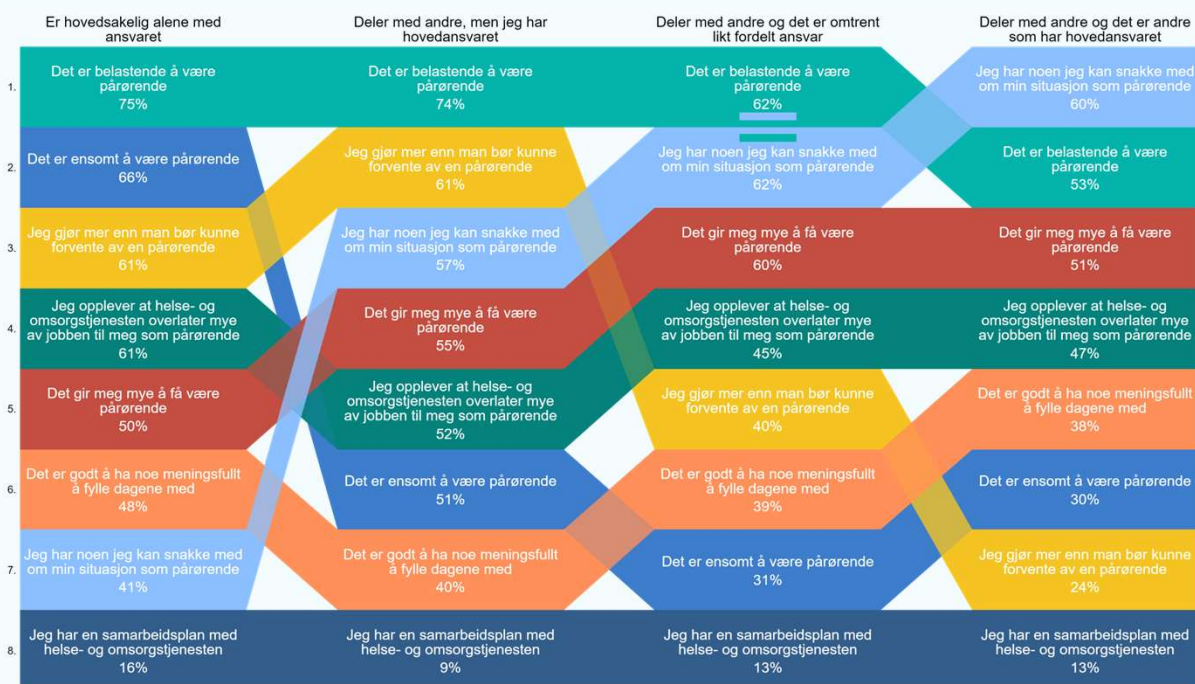 Er hovedsakelig alene med
ansvaret
Deler med andre, men jeg har
hovedansvaret
Deler med andre og det er omtrent
likt fordelt ansvar
Deler med andre og det er andre
som har hovedansvaret
1.
Det er belastende å være
pårørende
75%
Det er belastende å være
pårørende
74%
Det er belastende å være
pårørende
62%
Jeg har noen jeg kan snakke med
om min situasjon som pårørende
60%
2.
Det er ensomt å være pårørende
66%
Jeg gjør mer enn man bør kunne
forvente av en pårørende
61%
Jeg har noen jeg kan snakke med
om min situasjon som pårørende
62%
Det er belastende å være
pårørende
53%
3.
Jeg gjør mer enn man bør kunne
forvente av en pårørende
61%
Jeg har noen jeg kan snakke med
om min situasjon som pårørende
57%
Det gir meg mye å få være
pårørende
60%
Det gir meg mye å få være
pårørende
51%
4.
Jeg opplever at helse- og
omsorgstjenesten overlater mye
av jobben til meg som pårørende
61%
Det gir meg mye å få være
pårørende
55%
Jeg opplever at helse- og
omsorgstjenesten overlater mye
av jobben til meg som pårørende
45%
Jeg opplever at helse- og
omsorgstjenesten overlater mye
av jobben til meg som pårørende
47%
5.
Det gir meg mye å få være
pårørende
50%
Jeg opplever at helse- og
omsorgstjenesten overlater mye
av jobben til meg som pårørende
52%
Jeg gjør mer enn man bør kunne
forvente av en pårørende
40%
Det er godt å ha noe meningsfullt
å fylle dagene med
38%
6.
Det er godt å ha noe meningsfullt
å fylle dagene med
48%
Det er ensomt å være pårørende
51%
Det er godt å ha noe meningsfullt
å fylle dagene med
39%
Det er ensomt å være pårørende
30%
7.
Jeg har noen jeg kan snakke med
om min situasjon som pårørende
41%
Det er godt å ha noe meningsfullt
å fylle dagene med
40%
Det er ensomt å være pårørende
31%
Jeg gjør mer enn man bør kunne
forvente av en pårørende
24%
8.
Jeg har en samarbeidsplan med
helse- og omsorgstjenesten
16%
Jeg har en samarbeidsplan med
helse- og omsorgstjenesten
9%
Jeg har en samarbeidsplan med
helse- og omsorgstjenesten
13%
Jeg har en samarbeidsplan med
helse- og omsorgstjenesten
13%